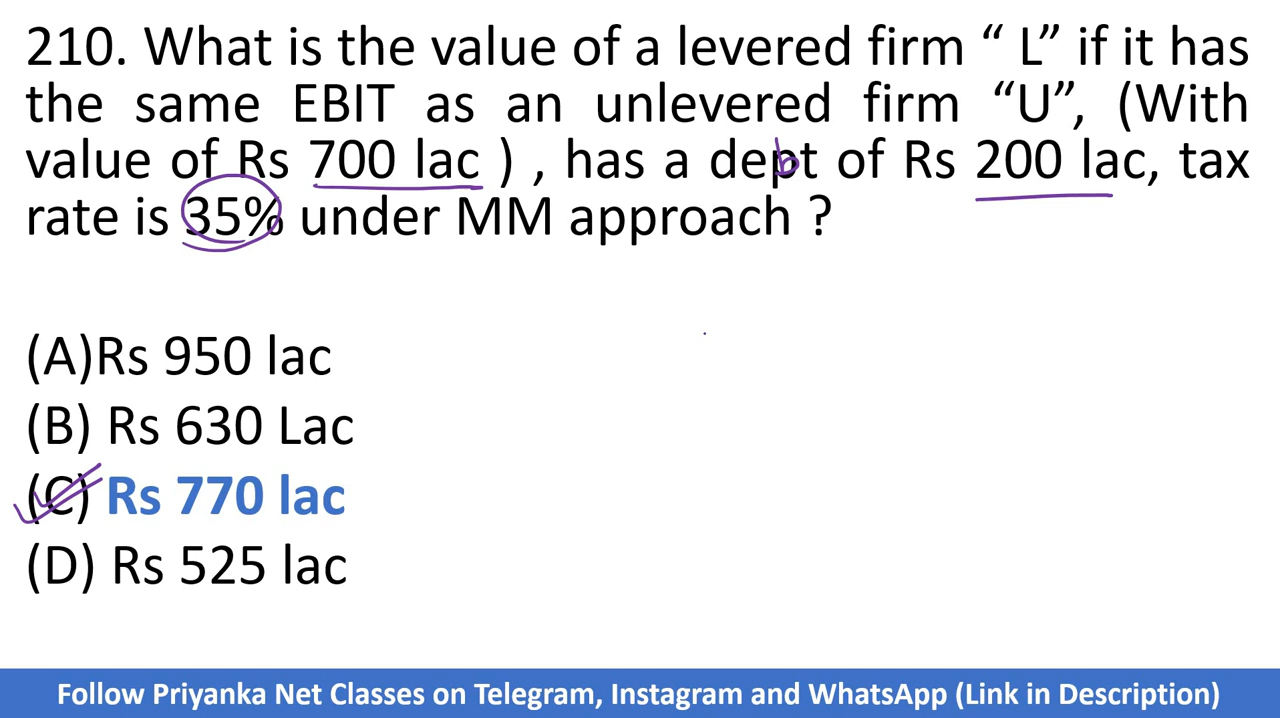 210. What is the value of a levered firm “ L” if it has
the same EBIT as an unlevered firm “U”, (With
value of Rs 700 lac ) , has a dept of Rs 200 lac, tax
b
rate is 35% under MM approach ?
(A)Rs 950 lac
(B) Rs 630 Lac
(C) Rs 770 lac
(D) Rs 525 lac
Follow Priyanka Net Classes on Telegram, Instagram and WhatsApp (Link in Description)